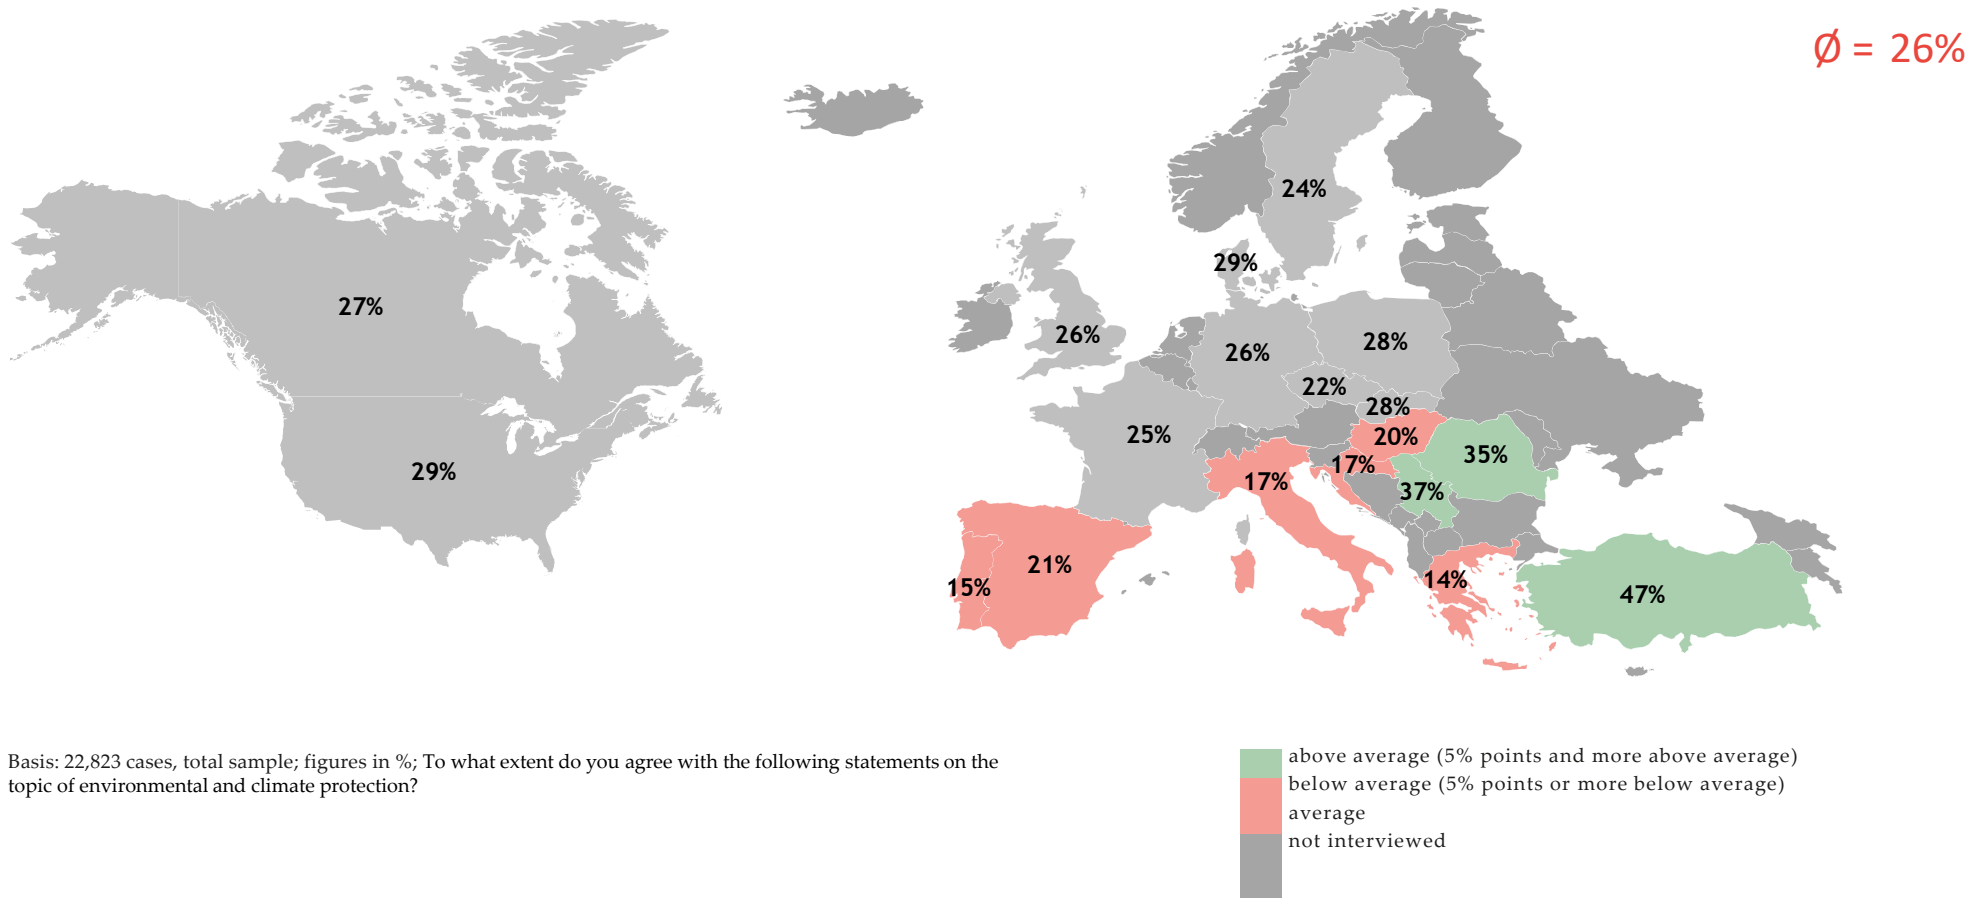 Ø = 26%
24%
29%
27%
26%
26%
28%
22%
28%
25%
20%
35%
29%
17%
17%
37%
21%
15%
14%
47%
Basis: 22,823 cases, total sample; figures in %; To what extent do you agree with the following statements on the
topic of environmental and climate protection?
above average (5% points and more above average)
below average (5% points or more below average)
average
not interviewed